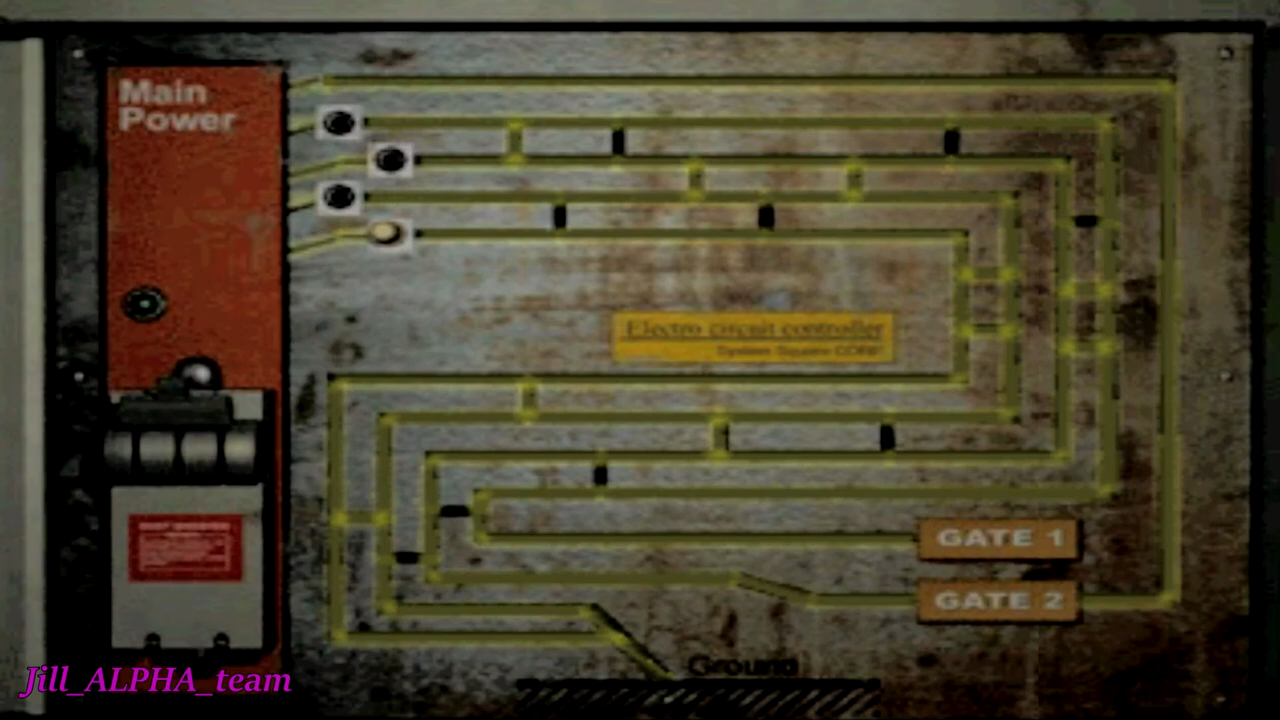 Main
Power
Electro circuit controller
System Square CORP.
GATE 1
GATE 2
Ground
Jill_ALPHA_team